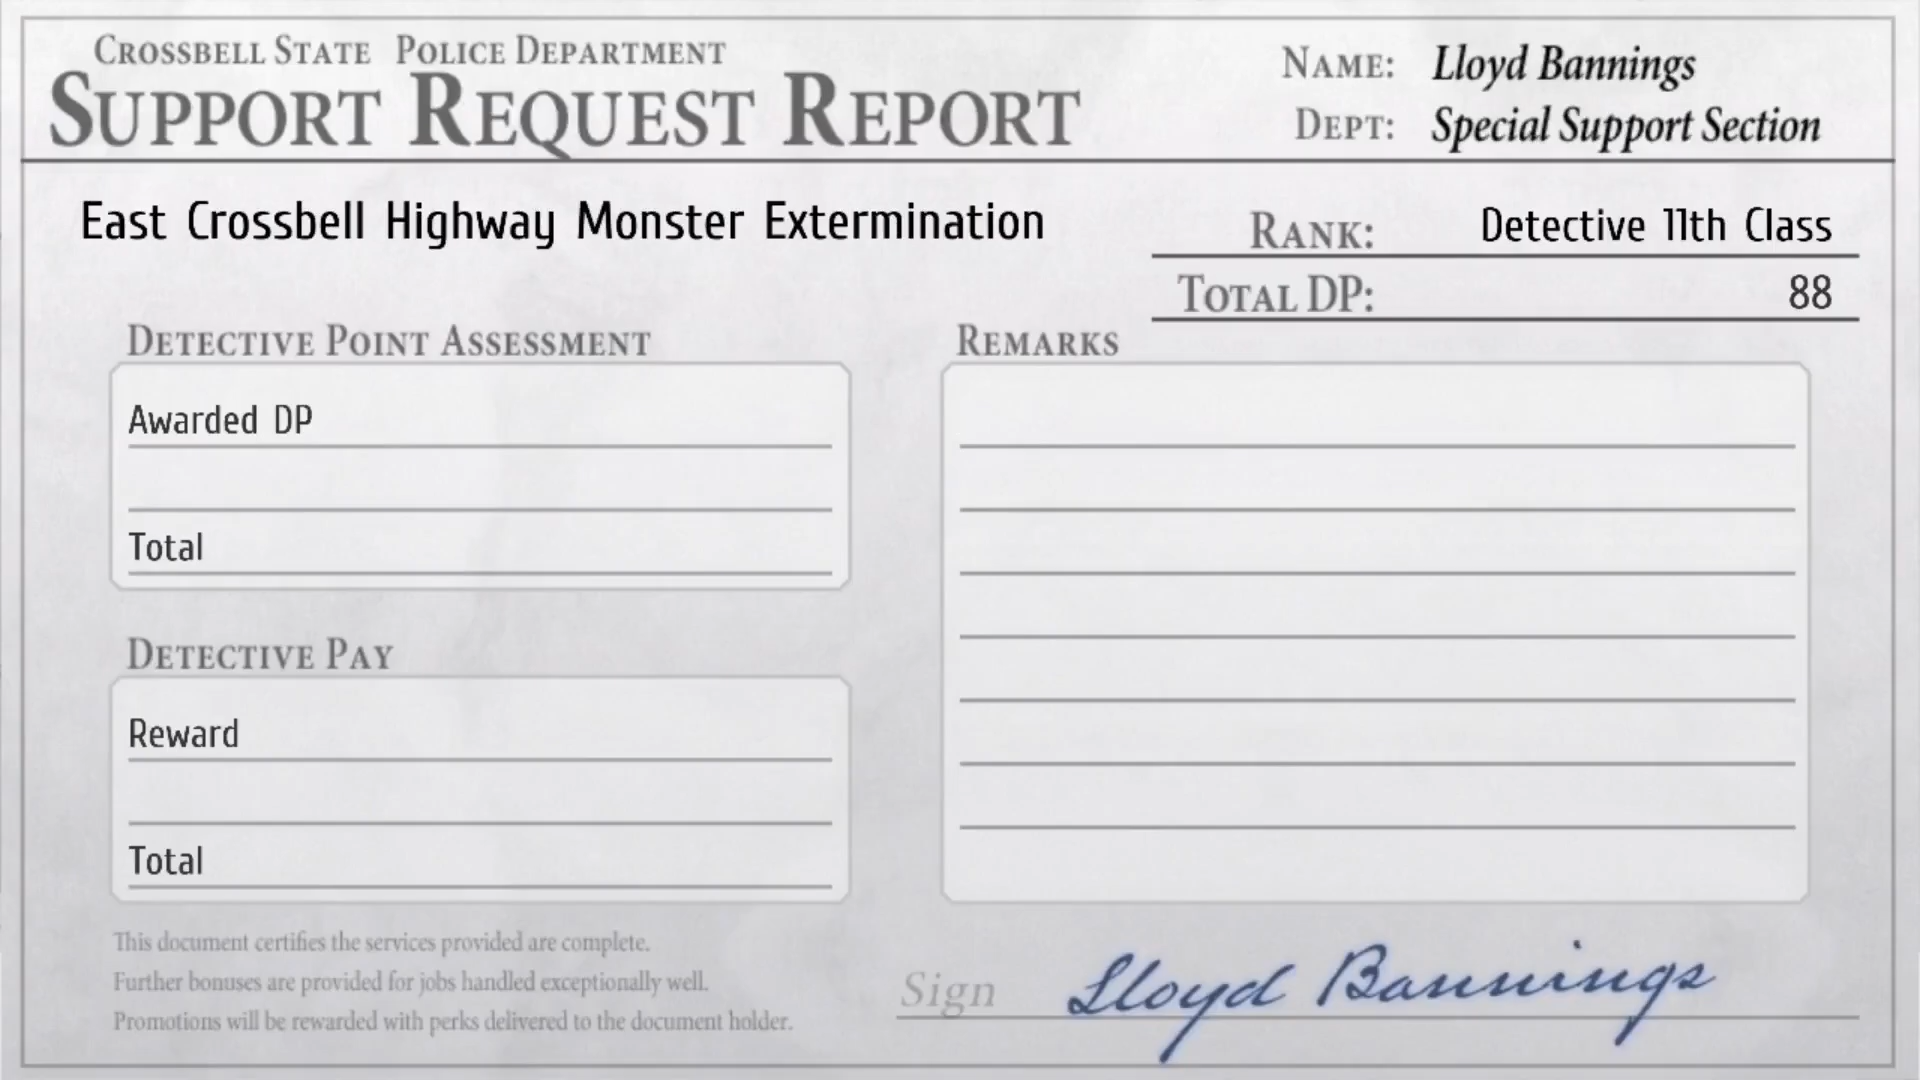 CROSSBELL STATE POLICE DEPARTMENT
SUPPORT REQUEST REPORT
NAME: Lloyd Bannings
DEPT: Special Support Section
East Crossbell Highway Monster Extermination
RANK: Detective 11th Class
TOTAL DP: 88
DETECTIVE POINT ASSESSMENT
Awarded DP
Total
DETECTIVE PAY
Reward
Total
REMARKS
This document certifies the services provided are complete.
Further bonuses are provided for jobs handled exceptionally well.
Promotions will be rewarded with perks delivered to the document holder.
Sign Lloyd Bannings